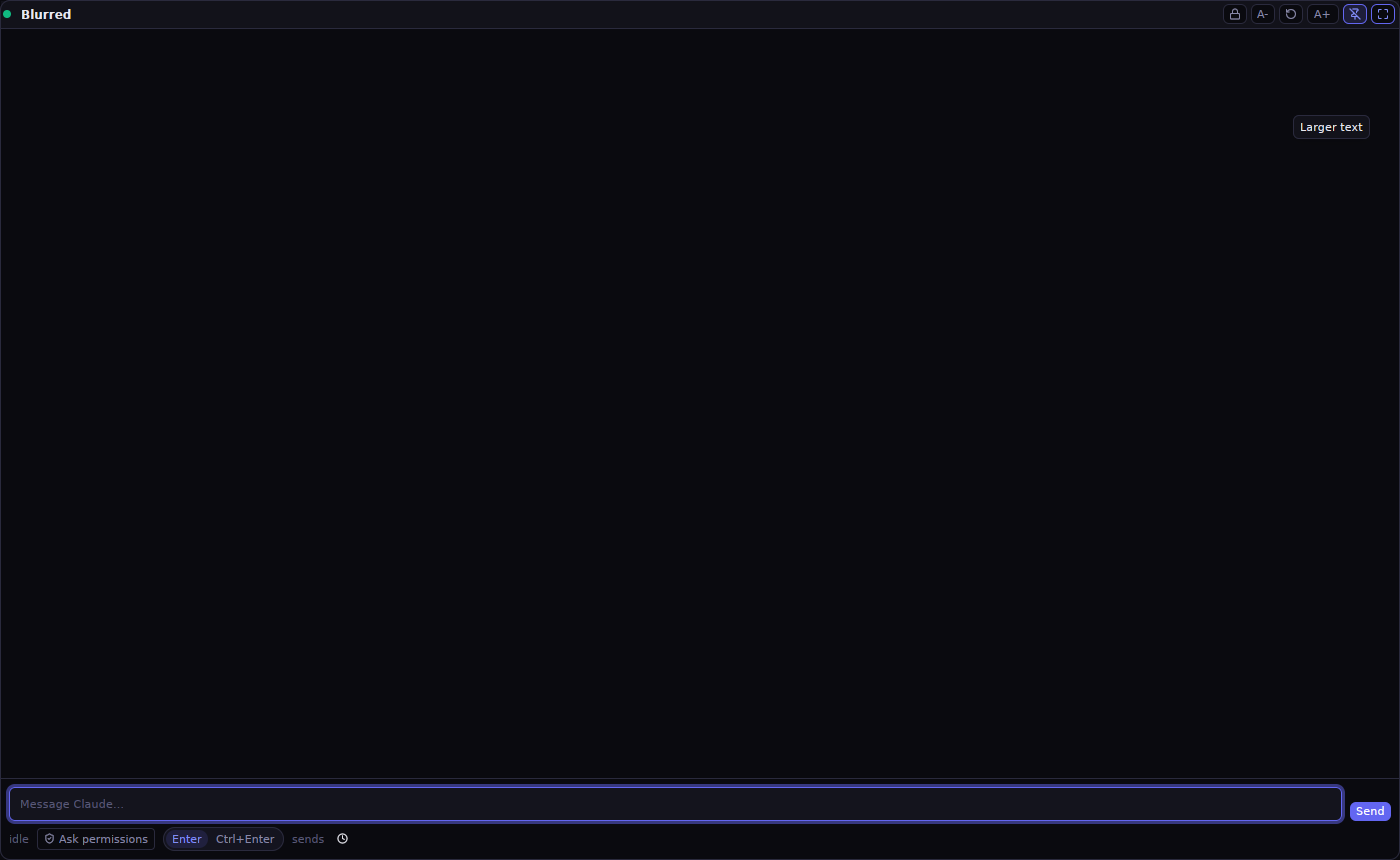 Blurred
A-
A+
Larger text
Message Claude...
Send
idle
Ask permissions
Enter
Ctrl+Enter
sends